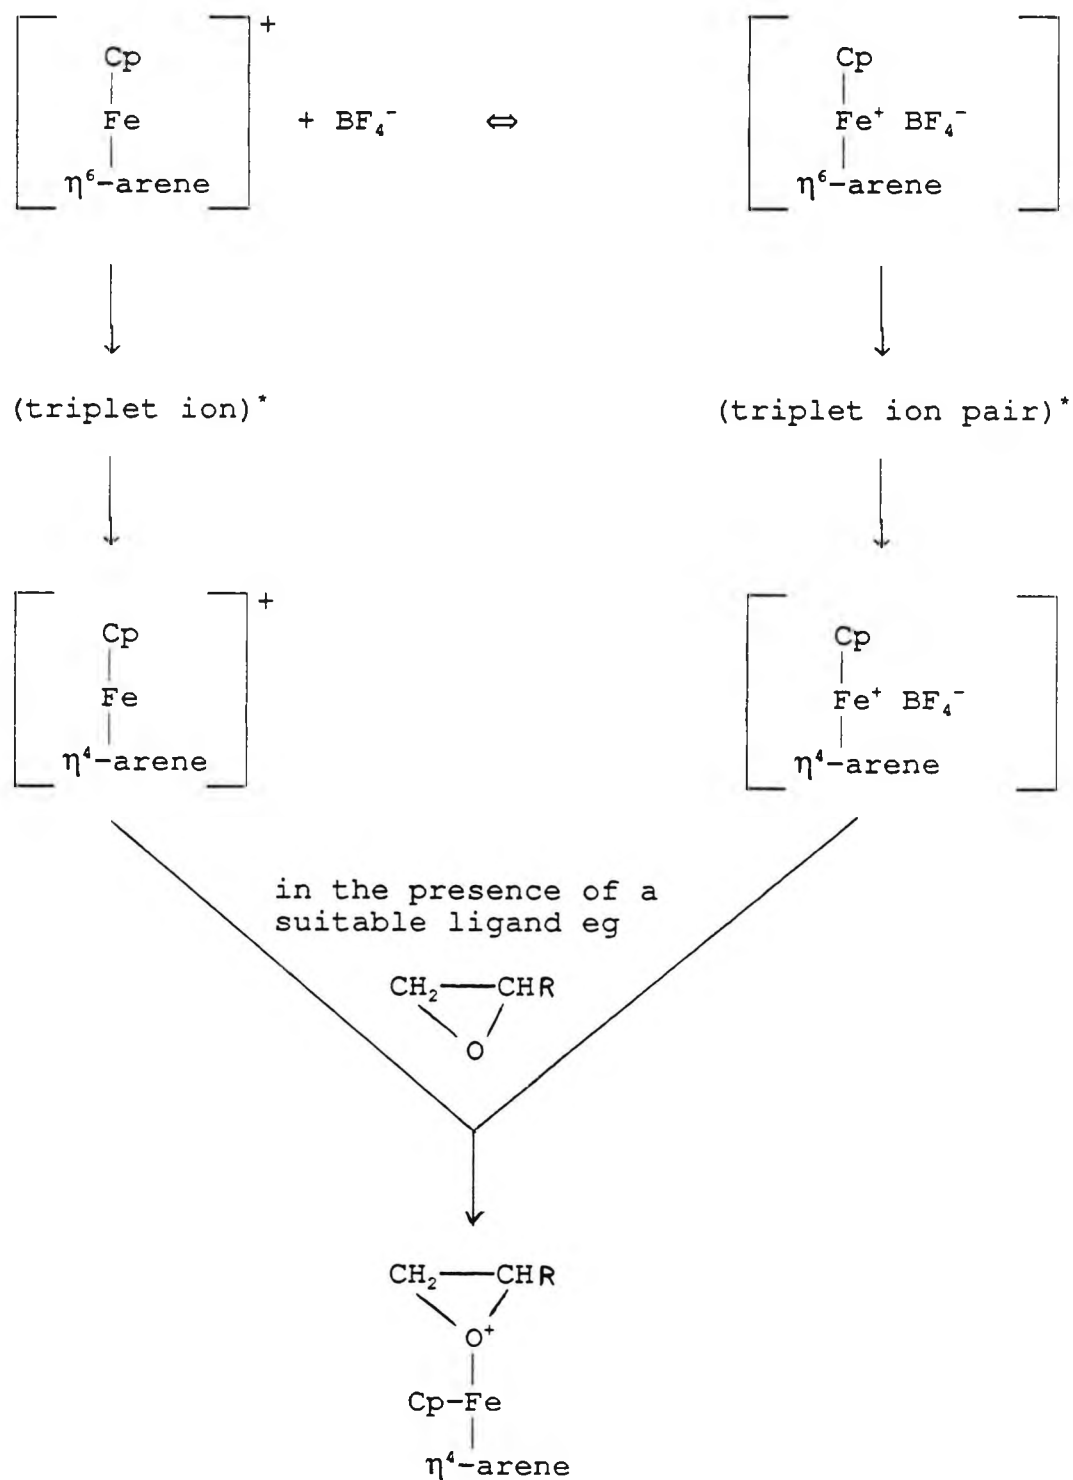 [Cp
Fe
η⁶-arene]⁺ + BF₄⁻ ⇔ [Cp
Fe⁺ BF₄⁻
η⁶-arene]
(triplet ion)* (triplet ion pair)*
[Cp
Fe
η⁴-arene]⁺
[Cp
Fe⁺ BF₄⁻
η⁴-arene]
in the presence of a
suitable ligand eg
CH₂—CHR
O
CH₂—CHR
O⁺
Cp-Fe
η⁴-arene